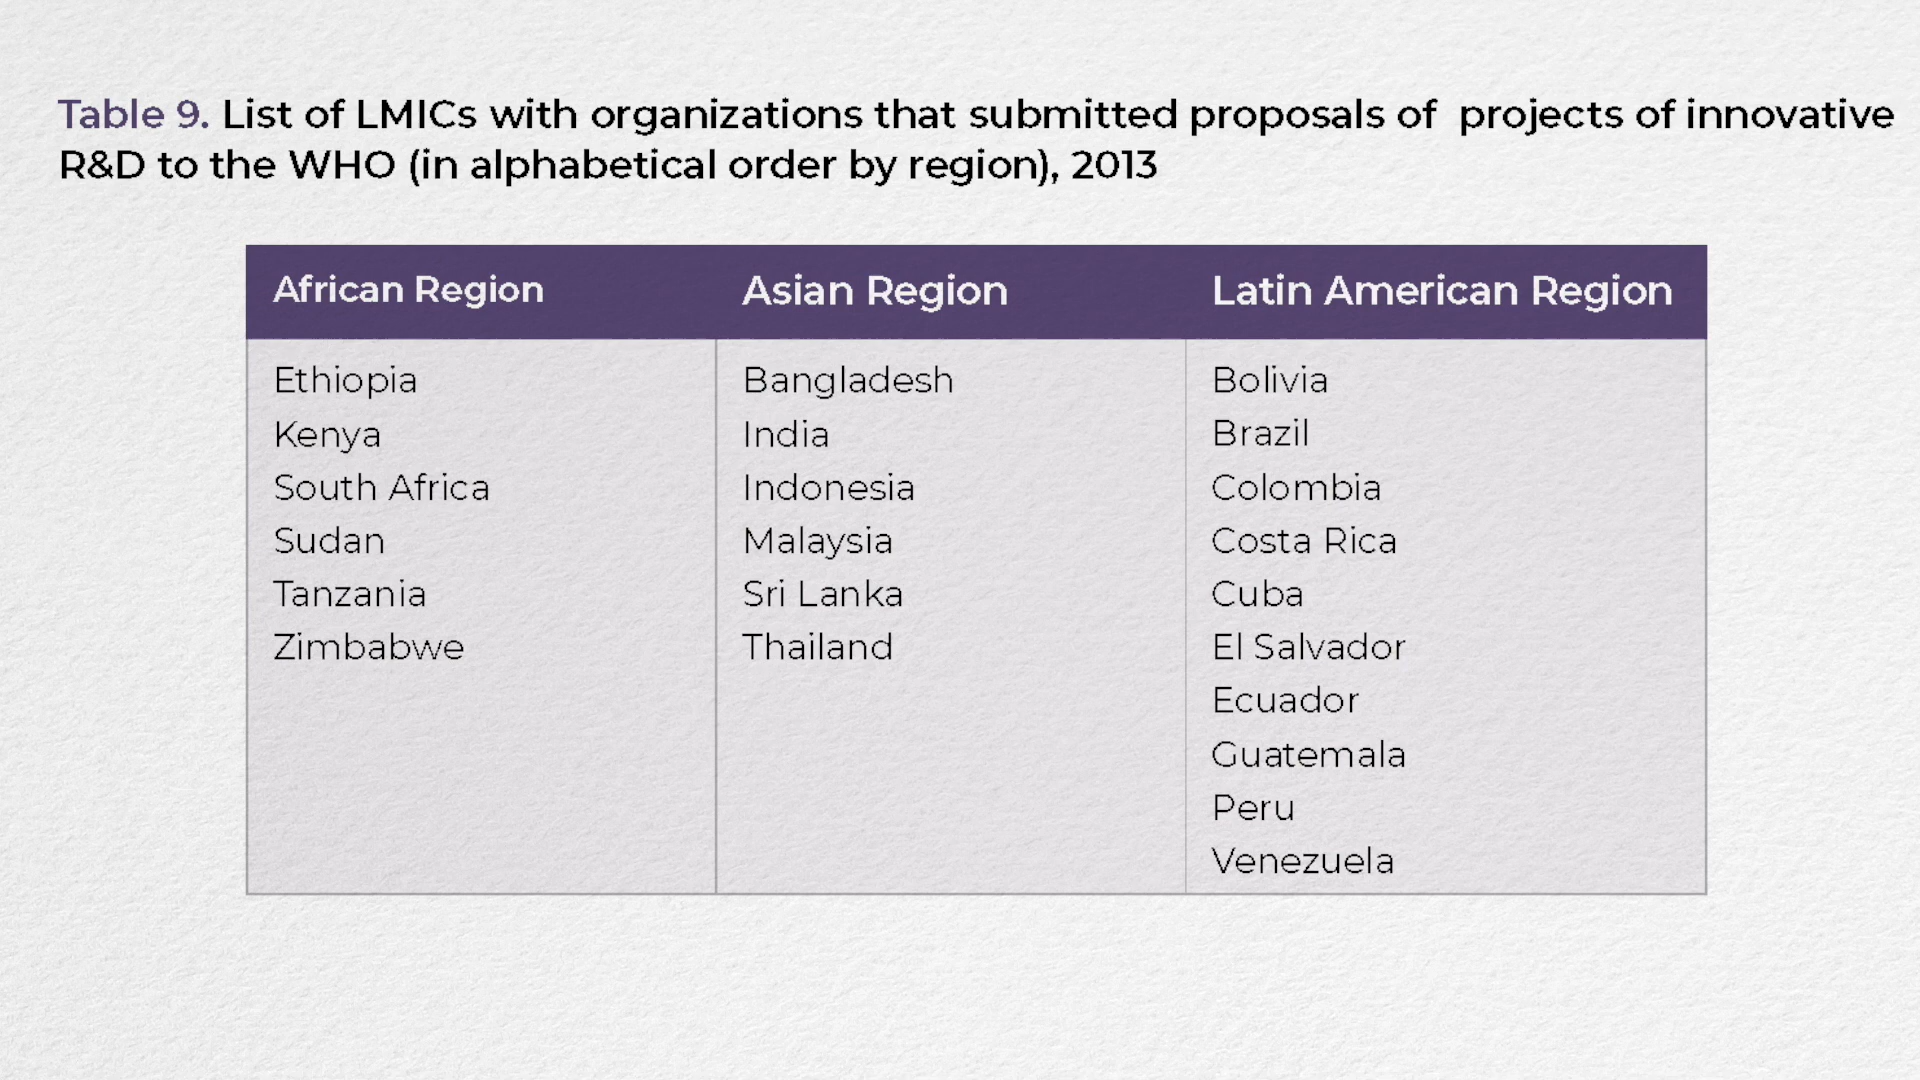 Table 9. List of LMICs with organizations that submitted proposals of projects of innovative
R&D to the WHO (in alphabetical order by region), 2013
African Region
Ethiopia
Kenya
South Africa
Sudan
Tanzania
Zimbabwe
Asian Region
Bangladesh
India
Indonesia
Malaysia
Sri Lanka
Thailand
Latin American Region
Bolivia
Brazil
Colombia
Costa Rica
Cuba
El Salvador
Ecuador
Guatemala
Peru
Venezuela